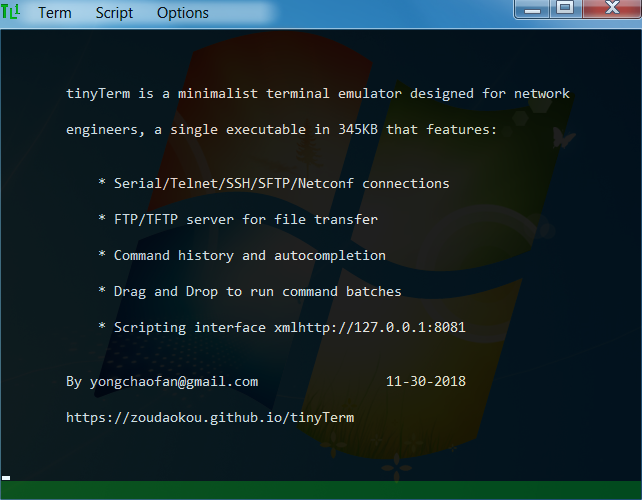 Term Script Options
tinyTerm is a minimalist terminal emulator designed for network
engineers, a single executable in 345KB that features:
* Serial/Telnet/SSH/SFTP/Netconf connections
* FTP/TFTP server for file transfer
* Command history and autocompletion
* Drag and Drop to run command batches
* Scripting interface xmlhttp://127.0.0.1:8081
By yongchaofan@gmail.com 11-30-2018
https://zoudaokou.github.io/tinyTerm